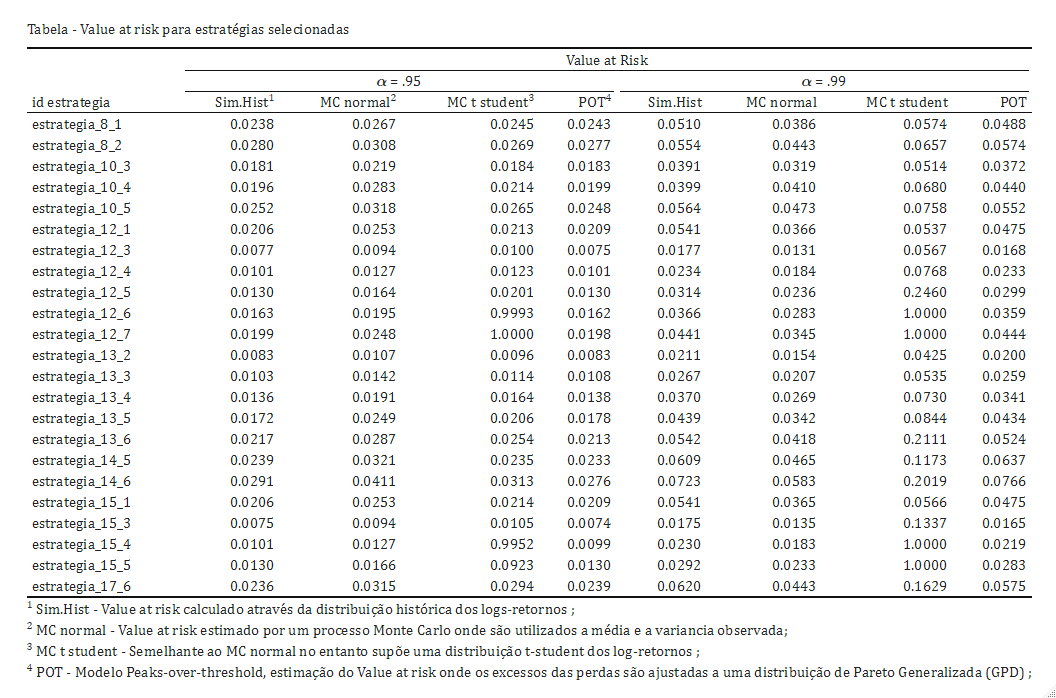 Tabela - Value at risk para estratégias selecionadas
Value at Risk
α = .95 α = .99
id estrategia Sim.Hist1 MC normal2 MC t student3 POT4 Sim.Hist MC normal MC t student POT
estrategia_8_1 0.0238 0.0267 0.0245 0.0243 0.0510 0.0386 0.0574 0.0488
estrategia_8_2 0.0280 0.0308 0.0269 0.0277 0.0554 0.0443 0.0657 0.0574
estrategia_10_3 0.0181 0.0219 0.0184 0.0183 0.0391 0.0319 0.0514 0.0372
estrategia_10_4 0.0196 0.0283 0.0214 0.0199 0.0399 0.0410 0.0680 0.0440
estrategia_10_5 0.0252 0.0318 0.0265 0.0248 0.0564 0.0473 0.0758 0.0552
estrategia_12_1 0.0206 0.0253 0.0213 0.0209 0.0541 0.0366 0.0537 0.0475
estrategia_12_3 0.0077 0.0094 0.0100 0.0075 0.0177 0.0131 0.0567 0.0168
estrategia_12_4 0.0101 0.0127 0.0123 0.0101 0.0234 0.0184 0.0768 0.0233
estrategia_12_5 0.0130 0.0164 0.0201 0.0130 0.0314 0.0236 0.2460 0.0299
estrategia_12_6 0.0163 0.0195 0.9993 0.0162 0.0366 0.0283 1.0000 0.0359
estrategia_12_7 0.0199 0.0248 1.0000 0.0198 0.0441 0.0345 1.0000 0.0444
estrategia_13_2 0.0083 0.0107 0.0096 0.0083 0.0211 0.0154 0.0425 0.0200
estrategia_13_3 0.0103 0.0142 0.0114 0.0108 0.0267 0.0207 0.0535 0.0259
estrategia_13_4 0.0136 0.0191 0.0164 0.0138 0.0370 0.0269 0.0730 0.0341
estrategia_13_5 0.0172 0.0249 0.0206 0.0178 0.0439 0.0342 0.0844 0.0434
estrategia_13_6 0.0217 0.0287 0.0254 0.0213 0.0542 0.0418 0.2111 0.0524
estrategia_14_5 0.0239 0.0321 0.0235 0.0233 0.0609 0.0465 0.1173 0.0637
estrategia_14_6 0.0291 0.0411 0.0313 0.0276 0.0723 0.0583 0.2019 0.0766
estrategia_15_1 0.0206 0.0253 0.0214 0.0209 0.0541 0.0365 0.0566 0.0475
estrategia_15_3 0.0075 0.0094 0.0105 0.0074 0.0175 0.0135 0.1337 0.0165
estrategia_15_4 0.0101 0.0127 0.9952 0.0099 0.0230 0.0183 1.0000 0.0219
estrategia_15_5 0.0130 0.0166 0.0923 0.0130 0.0292 0.0233 1.0000 0.0283
estrategia_17_6 0.0236 0.0315 0.0294 0.0239 0.0620 0.0443 0.1629 0.0575
1 Sim.Hist - Value at risk calculado através da distribuição histórica dos logs-retornos ;
2 MC normal - Value at risk estimado por um processo Monte Carlo onde são utilizados a média e a variancia observada;
3 MC t student - Semelhante ao MC normal no entanto supõe uma distribuição t-student dos log-retornos ;
4 POT - Modelo Peaks-over-threshold, estimação do Value at risk onde os excessos das perdas são ajustadas a uma distribuição de Pareto Generalizada (GPD) ;